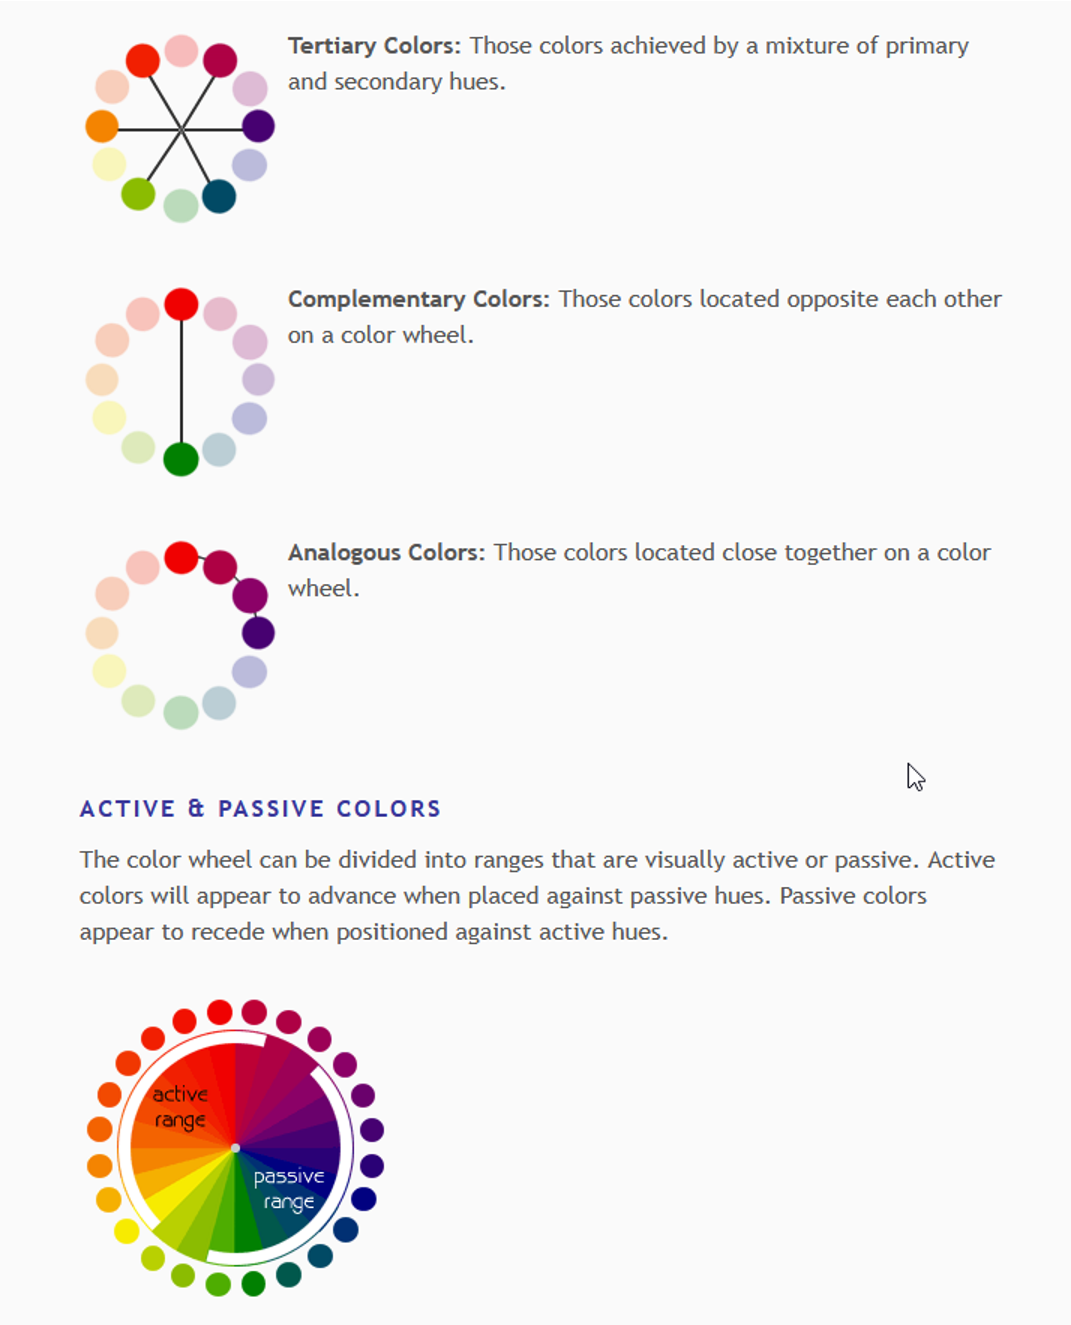 Tertiary Colors: Those colors achieved by a mixture of primary
and secondary hues.
Complementary Colors: Those colors located opposite each other
on a color wheel.
Analogous Colors: Those colors located close together on a color
wheel.
ACTIVE & PASSIVE COLORS
The color wheel can be divided into ranges that are visually active or passive. Active
colors will appear to advance when placed against passive hues. Passive colors
appear to recede when positioned against active hues.
active
range
passive
range